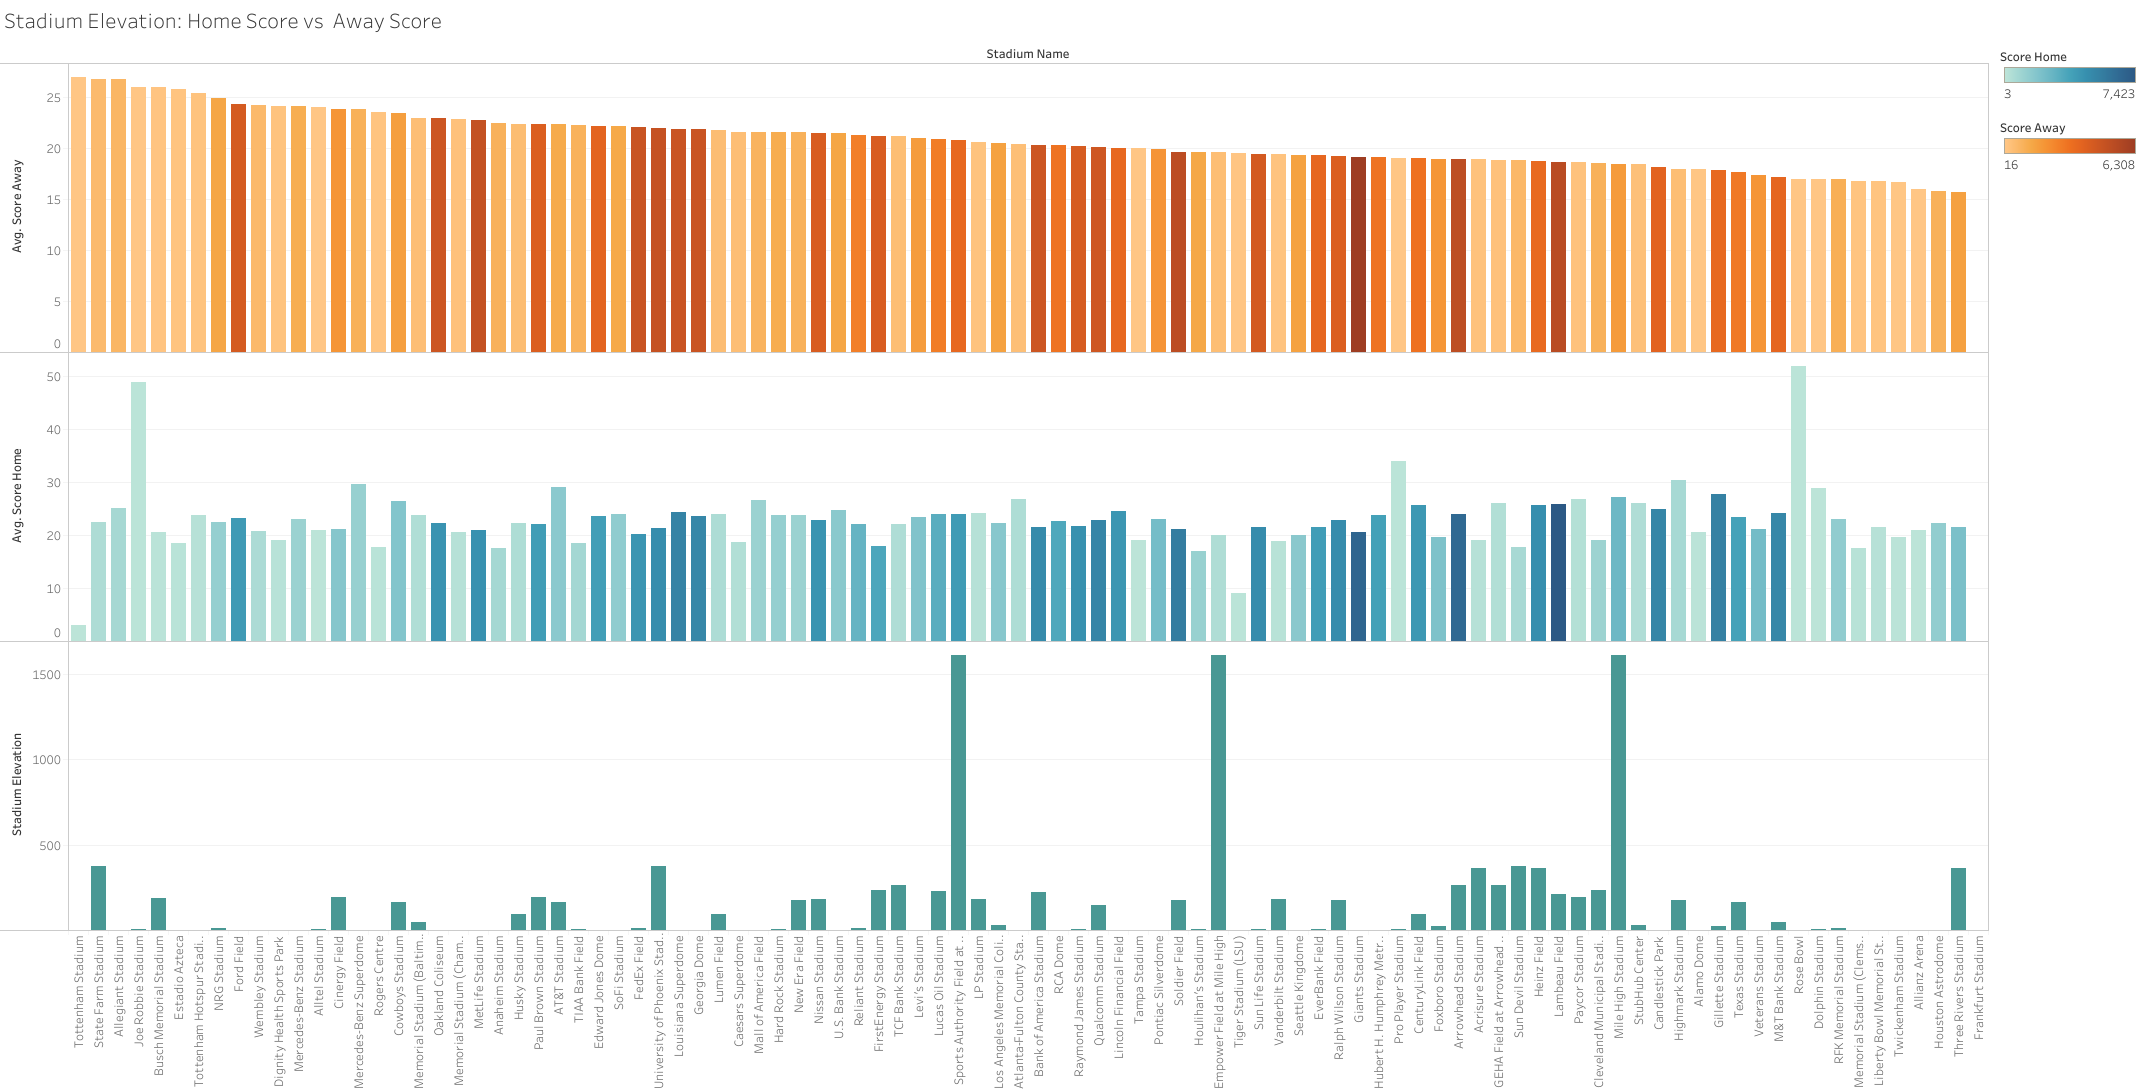 Stadium Elevation: Home Score vs Away Score
Stadium Name
Score Home
3 7,423
Score Away
16 6,308
Avg. Score Away
25
20
15
10
5
0
Avg. Score Home
50
40
30
20
10
0
Stadium Elevation
1500
1000
500
Tottenham Stadium
State Farm Stadium
Allegiant Stadium
Joe Robbie Stadium
Busch Memorial Stadium
Estadio Azteca
Tottenham Hotspur Stadi..
NRG Stadium
Ford Field
Wembley Stadium
Dignity Health Sports Park
Mercedes-Benz Stadium
Alltel Stadium
Cinergy Field
Mercedes-Benz Superdome
Rogers Centre
Cowboys Stadium
Memorial Stadium (Baltim..
Oakland Coliseum
Memorial Stadium (Cham..
MetLife Stadium
Anaheim Stadium
Husky Stadium
Paul Brown Stadium
AT&T Stadium
TIAA Bank Field
Edward Jones Dome
SoFi Stadium
FedEx Field
University of Phoenix Stad..
Louisiana Superdome
Georgia Dome
Lumen Field
Caesars Superdome
Mall of America Field
Hard Rock Stadium
New Era Field
Nissan Stadium
U.S. Bank Stadium
Reliant Stadium
FirstEnergy Stadium
TCF Bank Stadium
Levi's Stadium
Lucas Oil Stadium
Sports Authority Field at ..
LP Stadium
Los Angeles Memorial Coli..
Atlanta-Fulton County Sta..
Bank of America Stadium
RCA Dome
Raymond James Stadium
Qualcomm Stadium
Lincoln Financial Field
Tampa Stadium
Pontiac Silverdome
Soldier Field
Houlihan's Stadium
Empower Field at Mile High
Tiger Stadium (LSU)
Sun Life Stadium
Vanderbilt Stadium
Seattle Kingdome
EverBank Field
Ralph Wilson Stadium
Giants Stadium
Hubert H. Humphrey Metr..
Pro Player Stadium
CenturyLink Field
Foxboro Stadium
Arrowhead Stadium
Acrisure Stadium
GEHA Field at Arrowhead ..
Sun Devil Stadium
Heinz Field
Lambeau Field
Paycor Stadium
Cleveland Municipal Stadi..
Mile High Stadium
StubHub Center
Candlestick Park
Highmark Stadium
Alamo Dome
Gillette Stadium
Texas Stadium
Veterans Stadium
M&T Bank Stadium
Rose Bowl
Dolphin Stadium
RFK Memorial Stadium
Memorial Stadium (Clems..
Liberty Bowl Memorial St..
Twickenham Stadium
Allianz Arena
Houston Astrodome
Three Rivers Stadium
Frankfurt Stadium